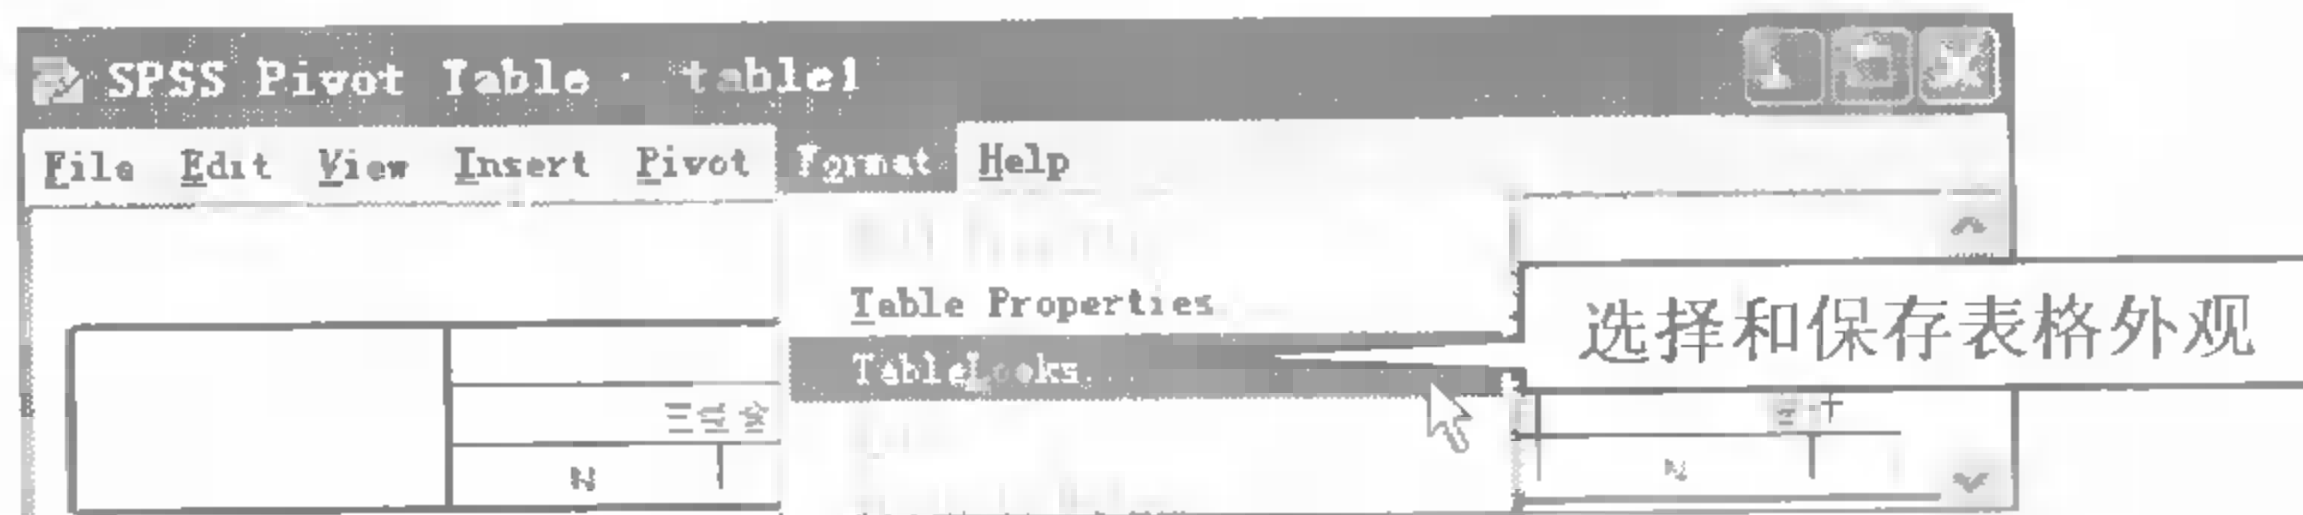 SPSS Pivot Table - table1
File Edit View Insert Pivot Format Help
Table Properties...
选择和保存表格外观
TableLooks...
N
N